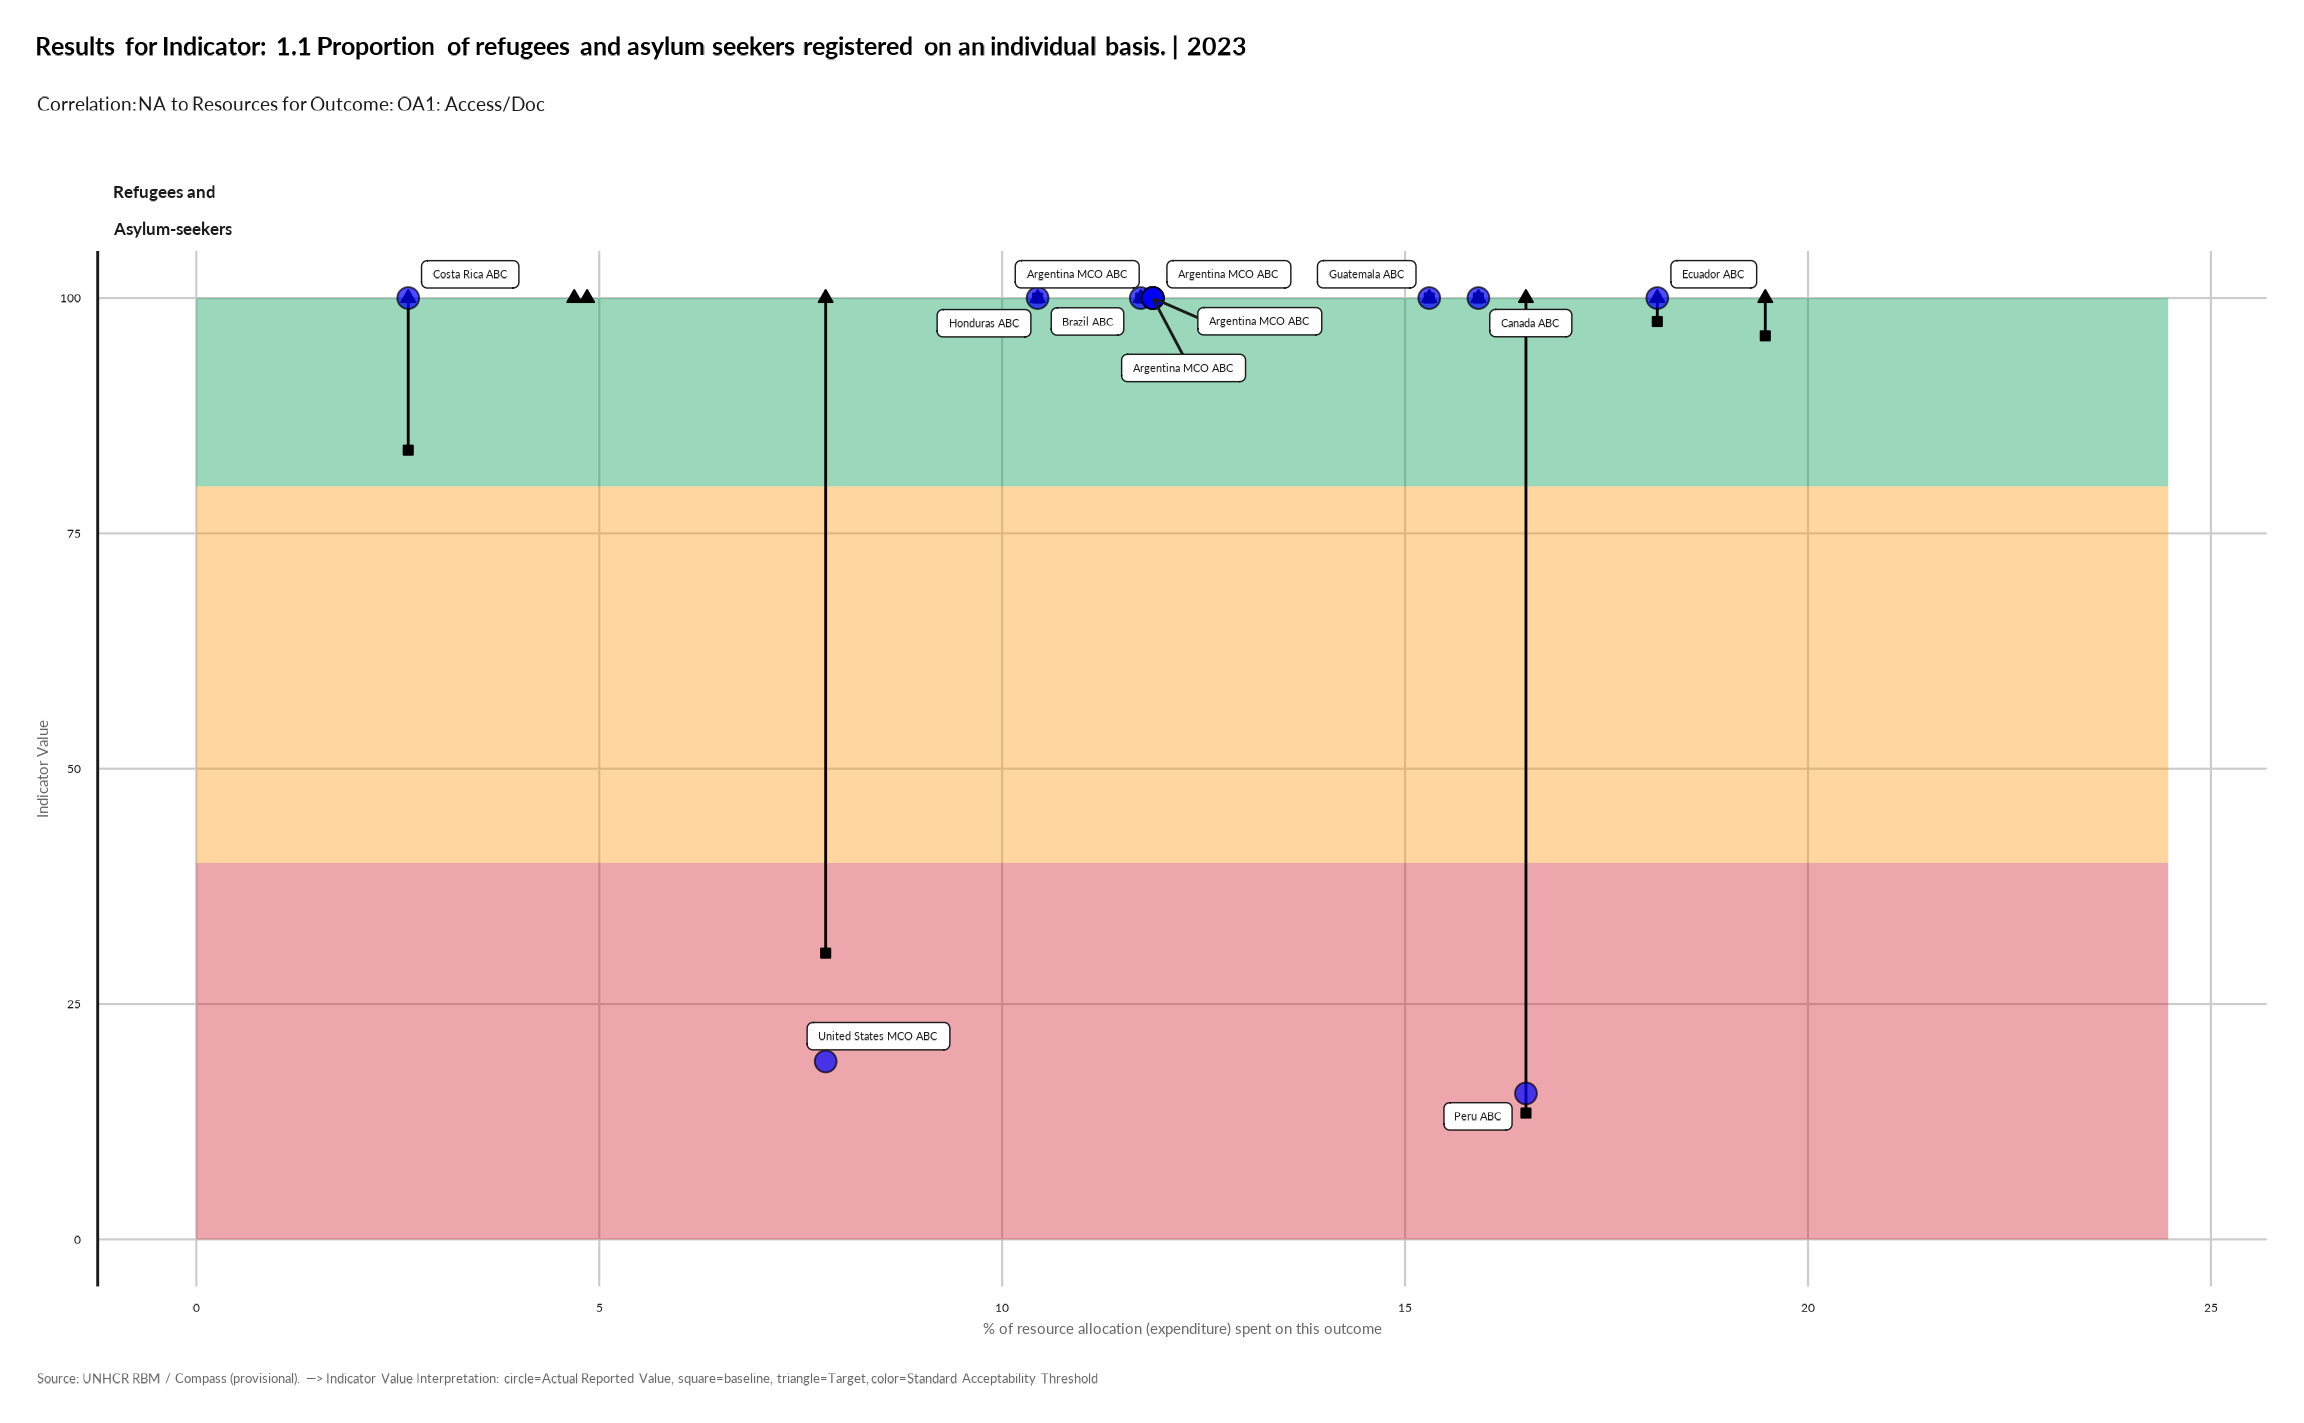 Results for Indicator: 1.1 Proportion of refugees and asylum seekers registered on an individual basis. | 2023
Correlation:NA to Resources for Outcome: OA1: Access/Doc
Refugees and
Asylum-seekers
Costa Rica ABC
Argentina MCO ABC
Argentina MCO ABC
Guatemala ABC
Ecuador ABC
100
Honduras ABC
Brazil ABC
Argentina MCO ABC
Canada ABC
Argentina MCO ABC
75
50
Indicator Value
25
United States MCO ABC
Peru ABC
0
0 5 10 15 20 25
% of resource allocation (expenditure) spent on this outcome
Source: UNHCR RBM / Compass (provisional). —> Indicator Value Interpretation: circle=Actual Reported Value, square=baseline, triangle=Target, color=Standard Acceptability Threshold